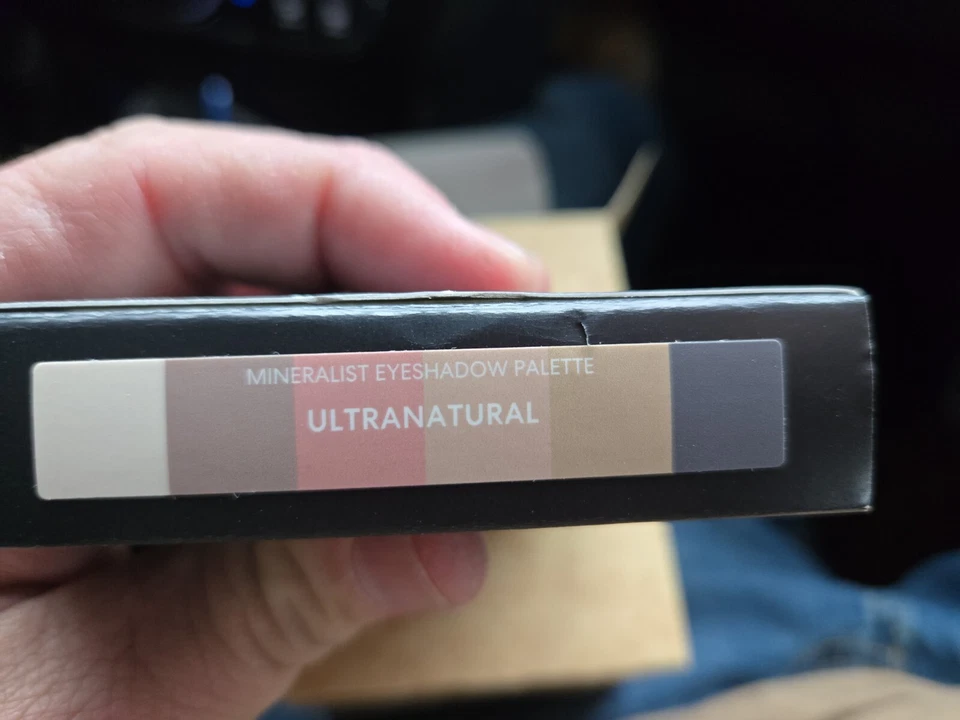 MINERALIST EYESHADOW PALETTE
ULTRANATURAL